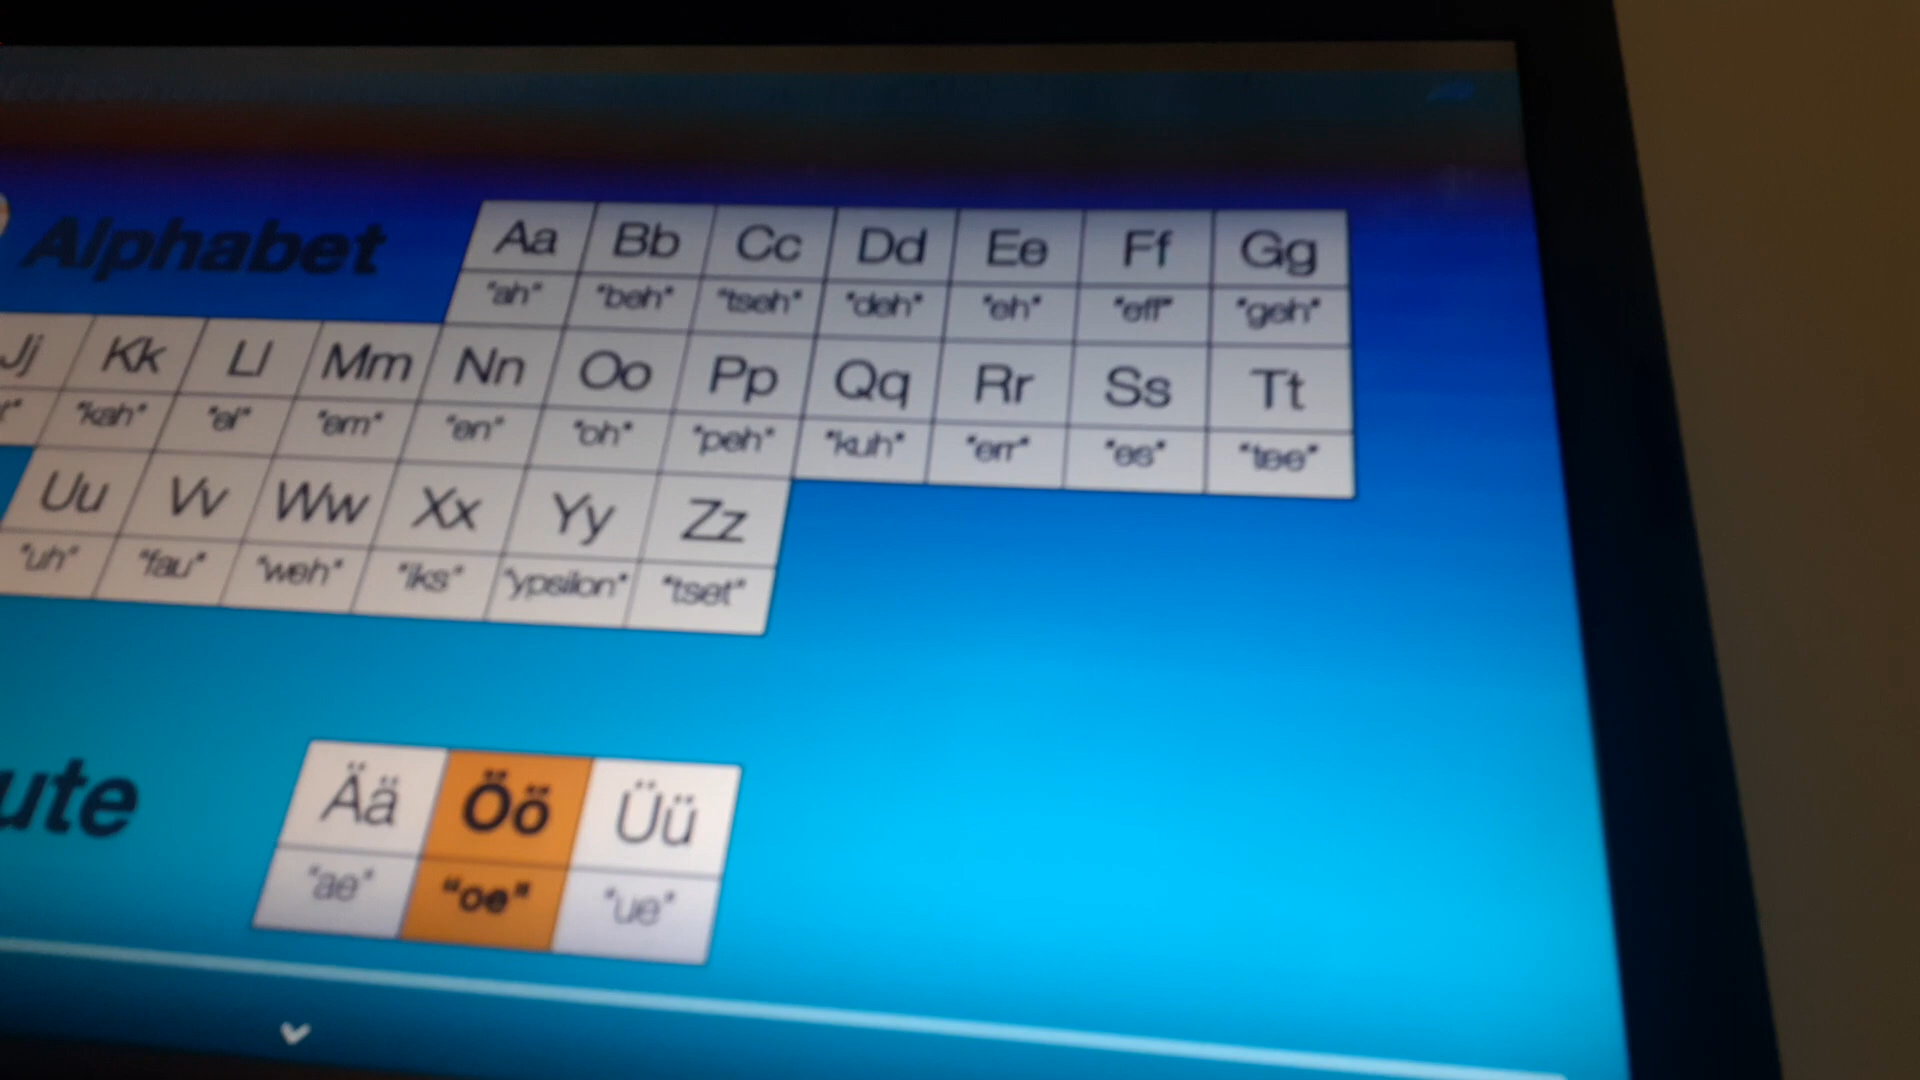 Alphabet
Aa Bb Cc Dd Ee Ff Gg
"ah" "beh" "tseh" "deh" "eh" "eff" "geh"
Jj Kk Ll Mm Nn Oo Pp Qq Rr Ss Tt
"kah" "el" "em" "en" "oh" "peh" "kuh" "err" "es" "tee"
Uu Vv Ww Xx Yy Zz
"uh" "fau" "weh" "iks" "ypsilon" "tset"
ute
Ää Öö Üü
"ae" "oe" "ue"